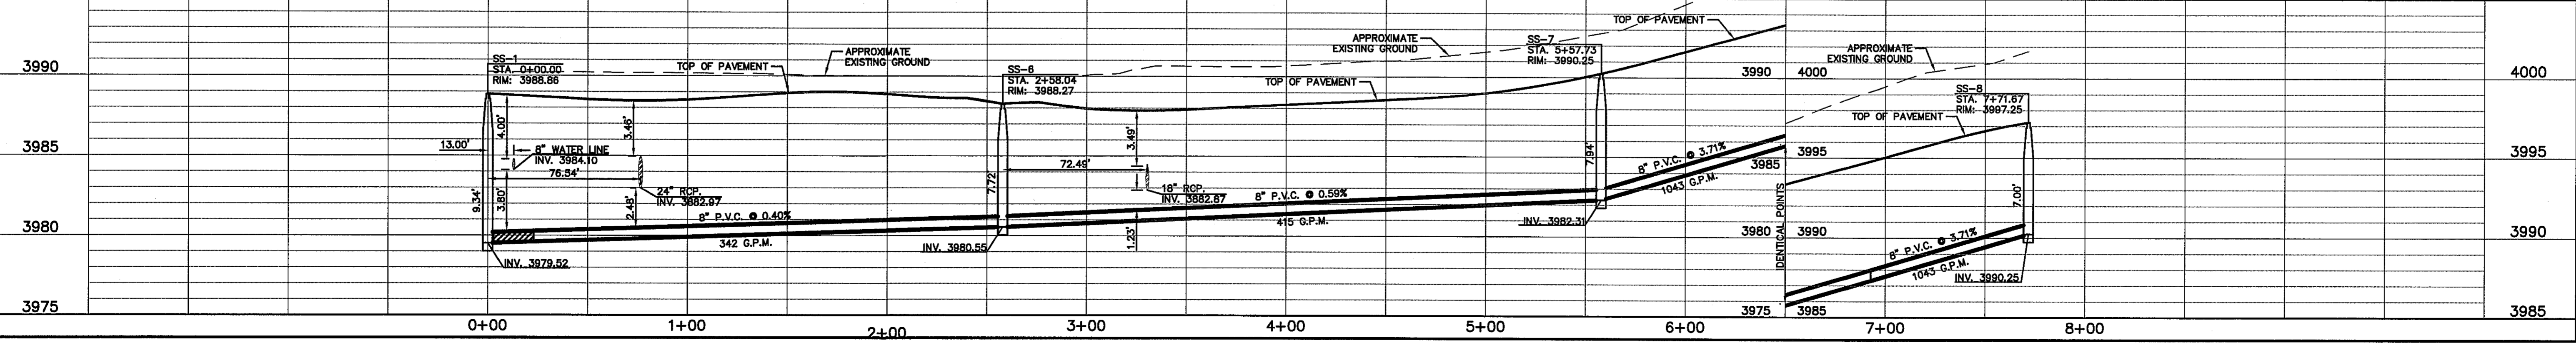 3990
3985
3980
3975
SS-1
STA. 0+00.00
RIM: 3988.86
TOP OF PAVEMENT
APPROXIMATE
EXISTING GROUND
13.00'
4.00'
8" WATER LINE
INV. 3984.10
76.54'
9.34'
3.80'
3.46'
24" RCP.
INV. 3882.97
2.48'
8" P.V.C. @ 0.40%
342 G.P.M.
INV. 3979.52
SS-6
STA. 2+58.04
RIM: 3988.27
7.72
INV. 3980.55
72.49'
3.49'
18" RCP.
INV. 3882.87
1.23'
TOP OF PAVEMENT
8" P.V.C. @ 0.59%
415 G.P.M.
APPROXIMATE
EXISTING GROUND
SS-7
STA. 5+57.73
RIM: 3990.25
7.94'
INV. 3982.31
TOP OF PAVEMENT
8" P.V.C. @ 3.71%
1043 G.P.M.
3990 4000
3985 3995
3980 3990
3975 3985
IDENTICAL POINTS
APPROXIMATE
EXISTING GROUND
TOP OF PAVEMENT
SS-8
STA. 7+71.67
RIM: 3997.25
7.00'
8" P.V.C. @ 3.71%
1043 G.P.M.
INV. 3990.25
4000
3995
3990
3985
0+00 1+00 2+00 3+00 4+00 5+00 6+00 7+00 8+00